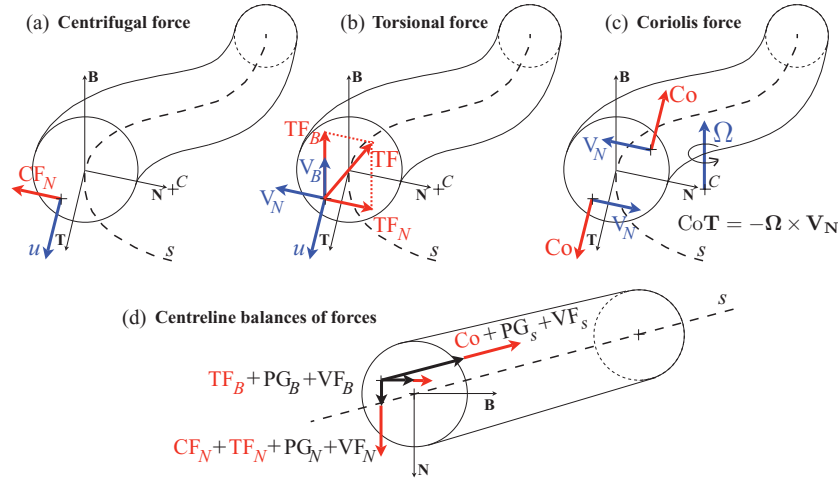 (a) Centrifugal force
B
CF_N
N
C
u
T
s
(b) Torsional force
B
TF_B
TF
V_B
V_N
N
C
TF_N
u
T
s
(c) Coriolis force
B
Co
V_N
Ω
N
C
V_N
Co
T
s
CoT = −Ω × V_N
(d) Centreline balances of forces
s
Co + PG_s + VF_s
TF_B + PG_B + VF_B
B
CF_N + TF_N + PG_N + VF_N
N